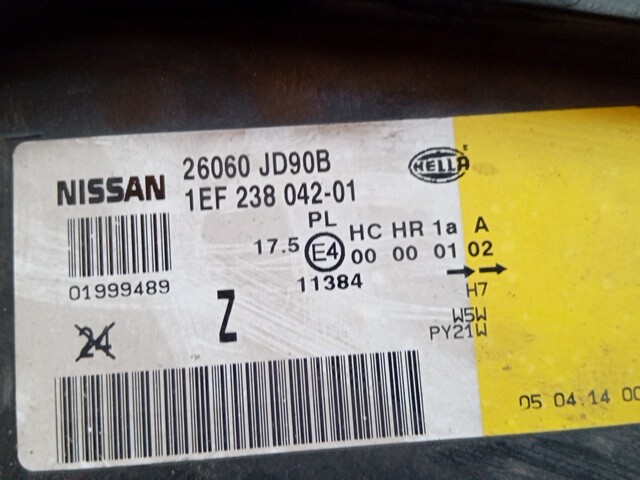 NISSAN
26060 JD90B
1EF 238 042-01
HELLA
PL
17.5 E4 HC HR 1a A
00 00 01 02
11384
01999489
24
Z
H7
W5W
PY21W
05 04.14 00